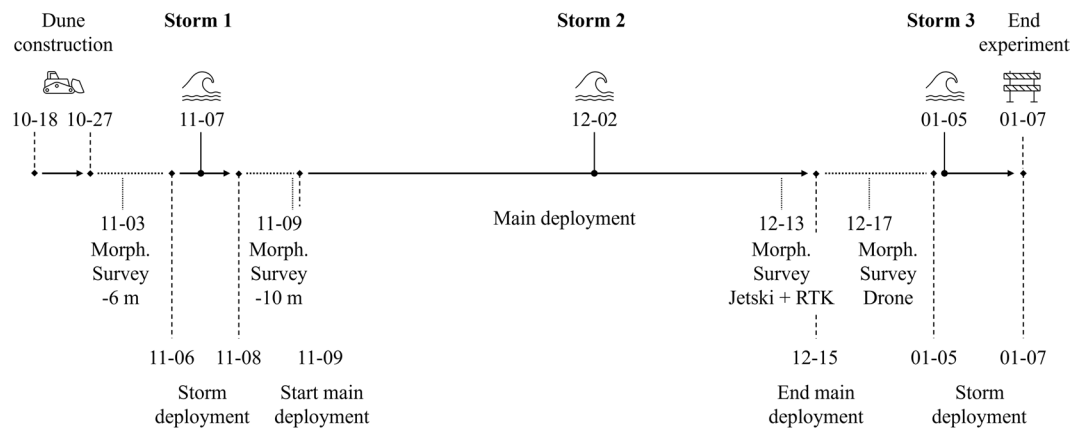 Dune
construction
Storm 1
Storm 2
Storm 3
End
experiment
10-18 10-27
11-07
12-02
01-05
01-07
11-03
Morph.
Survey
-6 m
11-09
Morph.
Survey
-10 m
Main deployment
12-13
Morph.
Survey
Jetski + RTK
12-17
Morph.
Survey
Drone
11-06
11-08
11-09
12-15
01-05
01-07
Storm
deployment
Start main
deployment
End main
deployment
Storm
deployment